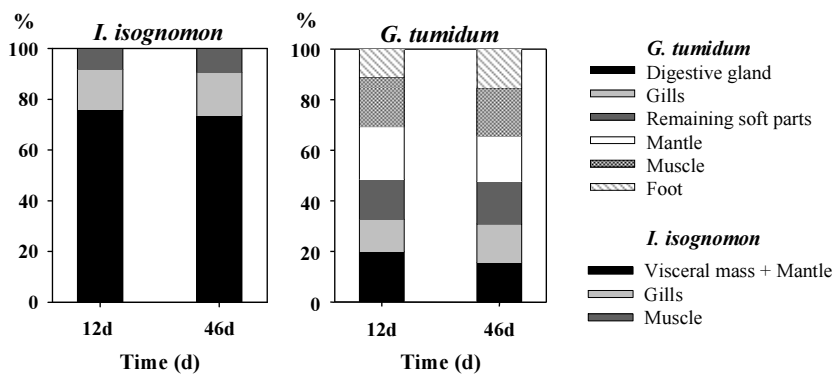 %
I. isognomon
100
80
60
40
20
0
12d
46d
Time (d)
%
G. tumidum
100
80
60
40
20
0
12d
46d
Time (d)
G. tumidum
Digestive gland
Gills
Remaining soft parts
Mantle
Muscle
Foot
I. isognomon
Visceral mass + Mantle
Gills
Muscle